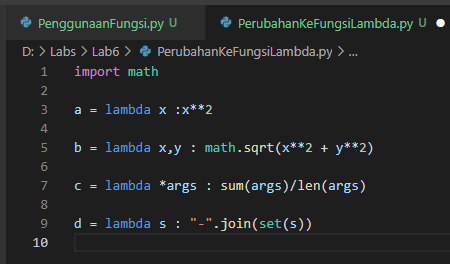 PenggunaanFungsi.py U PerubahanKeFungsiLambda.py U
D: > Labs > Lab6 > PerubahanKeFungsiLambda.py > ...
1 import math
2
3 a = lambda x :x**2
4
5 b = lambda x,y : math.sqrt(x**2 + y**2)
6
7 c = lambda *args : sum(args)/len(args)
8
9 d = lambda s : "-".join(set(s))
10